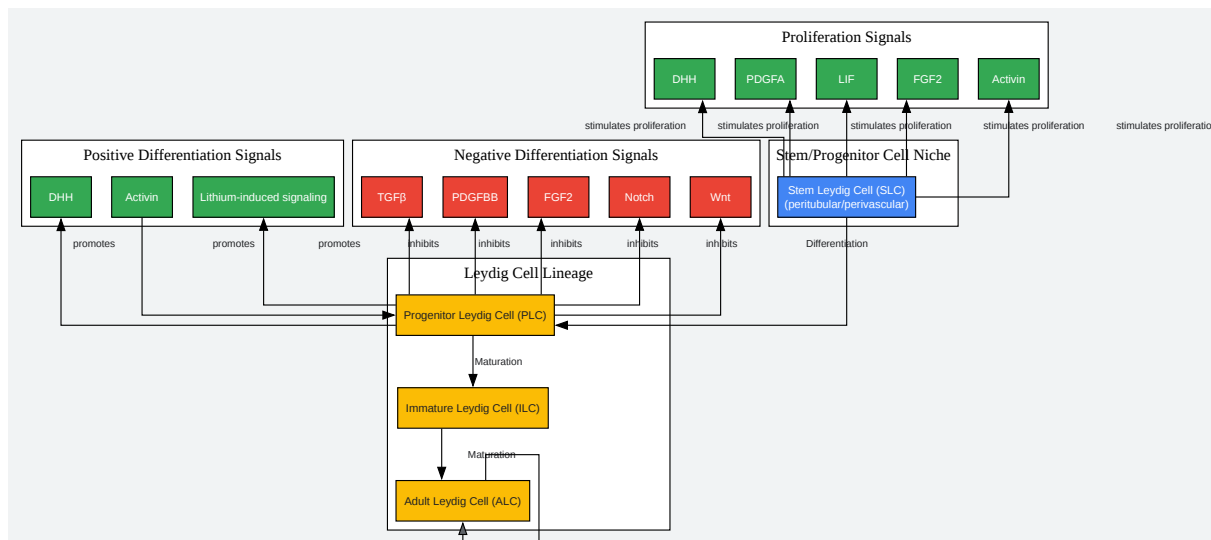 Proliferation Signals
DHH
PDGFA
LIF
FGF2
Activin
stimulates proliferation
stimulates proliferation
stimulates proliferation
stimulates proliferation
stimulates proliferatio
Positive Differentiation Signals
Negative Differentiation Signals
Stem/Progenitor Cell Niche
DHH
Activin
Lithium-induced signaling
TGFβ
PDGFBB
FGF2
Notch
Wnt
Stem Leydig Cell (SLC)
(peritubular/perivascular)
promotes
promotes
promotes
inhibits
inhibits
inhibits
inhibits
inhibits
Differentiation
Leydig Cell Lineage
Progenitor Leydig Cell (PLC)
Maturation
Immature Leydig Cell (ILC)
Maturation
Adult Leydig Cell (ALC)